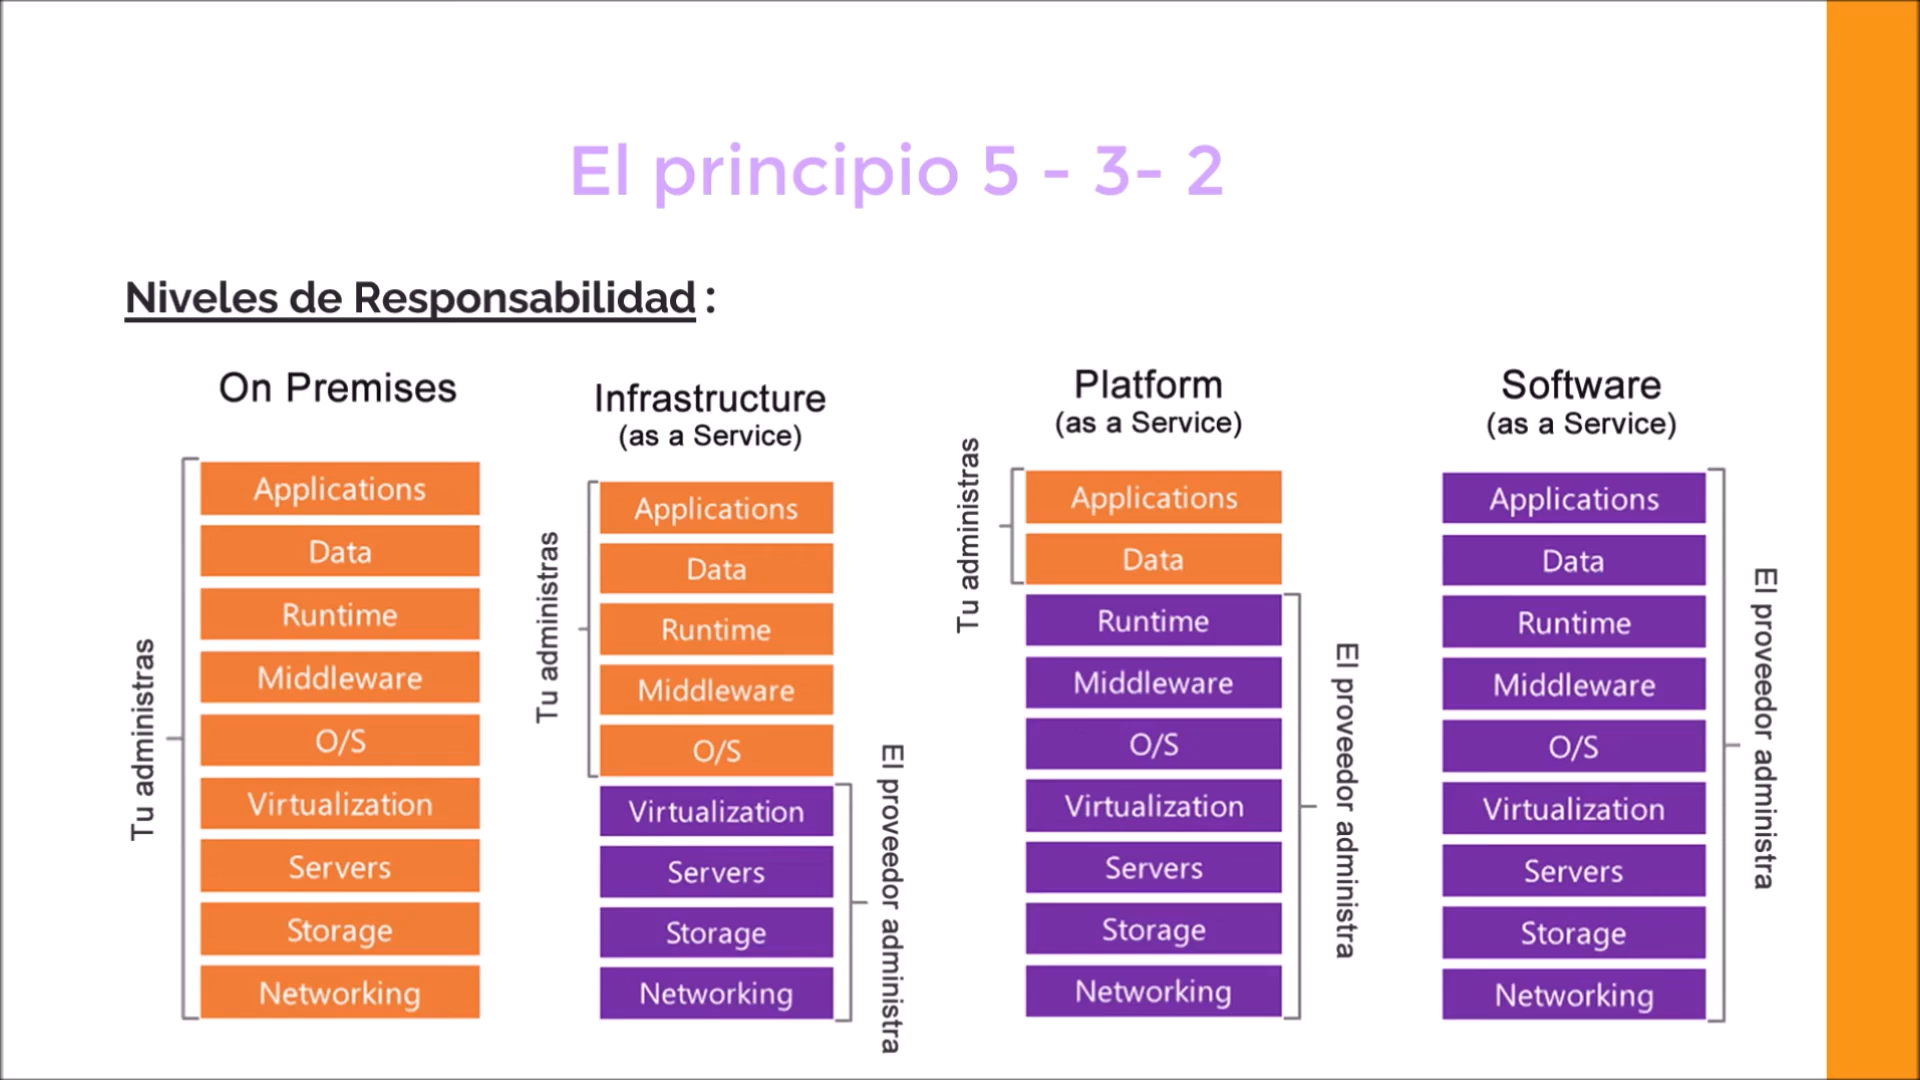 El principio 5 - 3- 2
Niveles de Responsabilidad :
On Premises
Tu administras
Applications
Data
Runtime
Middleware
O/S
Virtualization
Servers
Storage
Networking
Infrastructure
(as a Service)
Tu administras
Applications
Data
Runtime
Middleware
O/S
Virtualization
Servers
Storage
Networking
El proveedor administra
Platform
(as a Service)
Tu administras
Applications
Data
Runtime
Middleware
O/S
Virtualization
Servers
Storage
Networking
El proveedor administra
Software
(as a Service)
Applications
Data
Runtime
Middleware
O/S
Virtualization
Servers
Storage
Networking
El proveedor administra